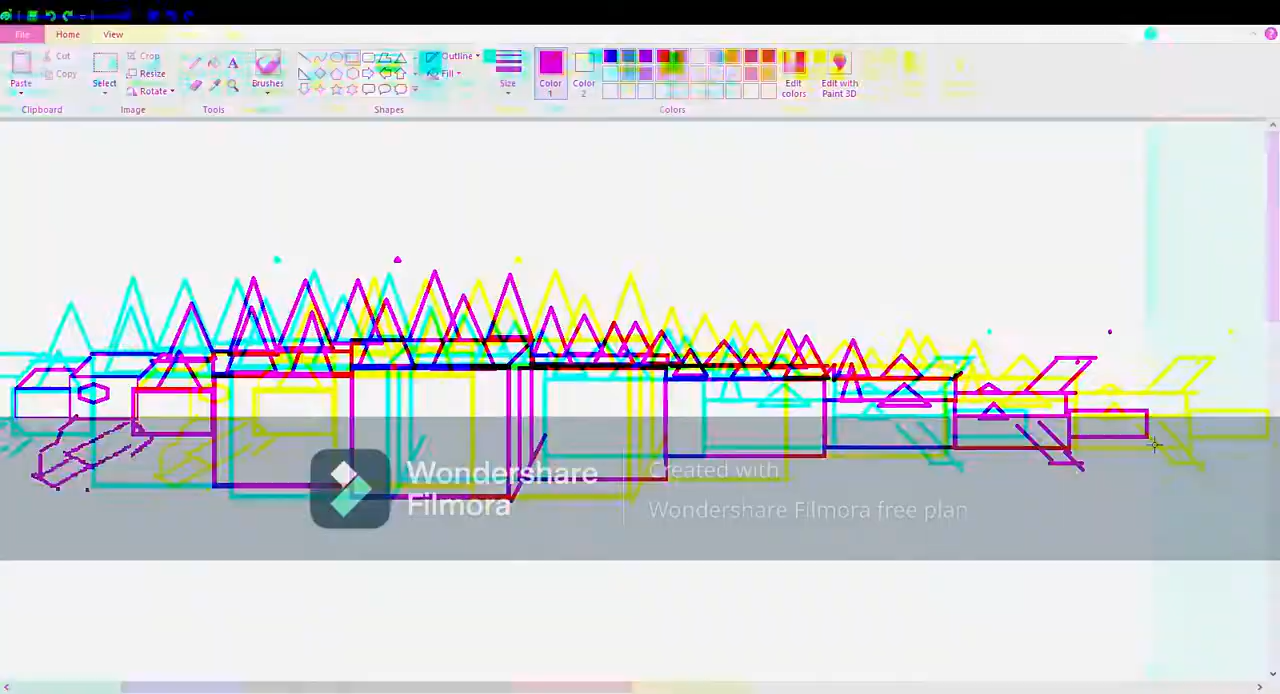 File Home View
Paste
Cut
Copy
Clipboard
Select
Crop
Resize
Rotate
Image
A
Tools
Brushes
Outline
Fill
Shapes
Size
Color
1
Color
2
Edit
colors
Edit with
Paint 3D
Colors
Wondershare
Filmora
Created with
Wondershare Filmora free plan